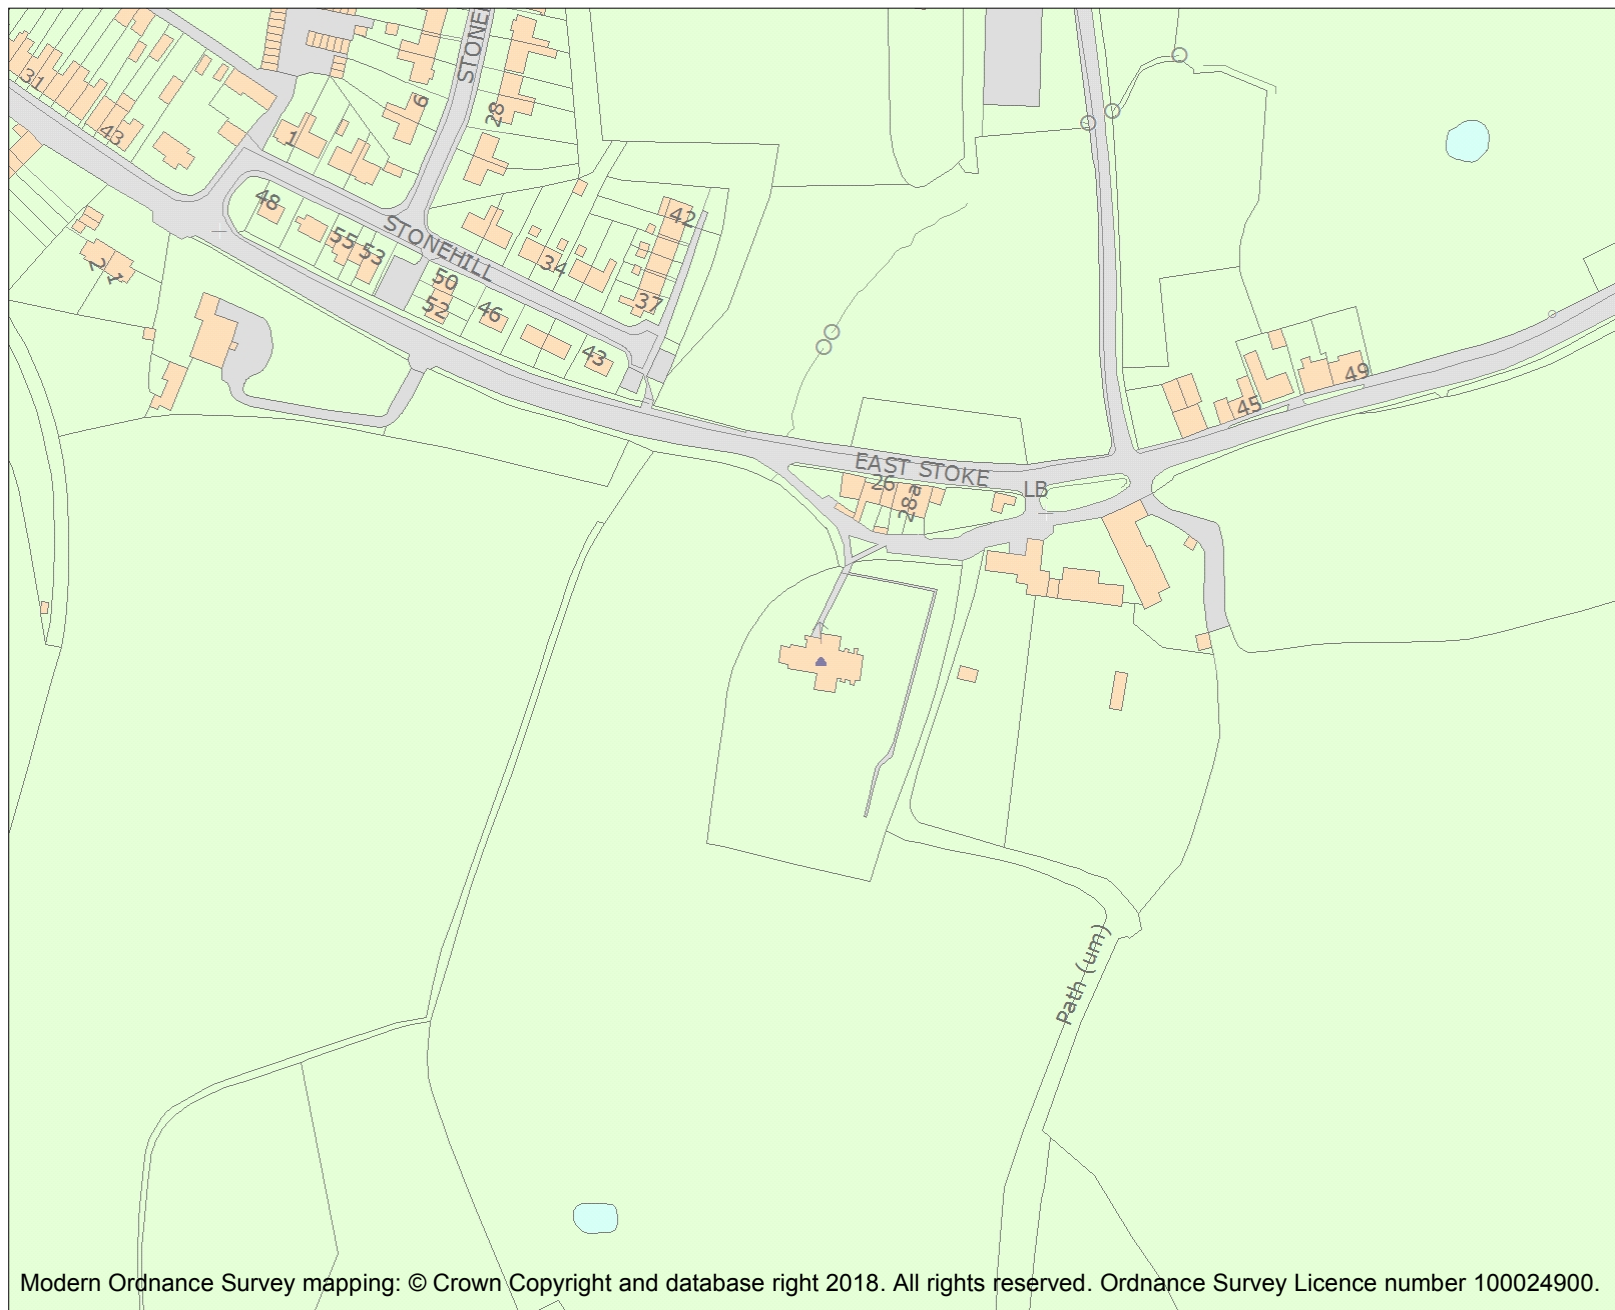 STONEI
31
43
6
28
1
48
42
STONEHILL
55
53
34
2
1
50
52
46
37
43
49
45
EAST STOKE
26
28a
LB
Path (um)
Modern Ordnance Survey mapping: © Crown Copyright and database right 2018. All rights reserved. Ordnance Survey Licence number 100024900.